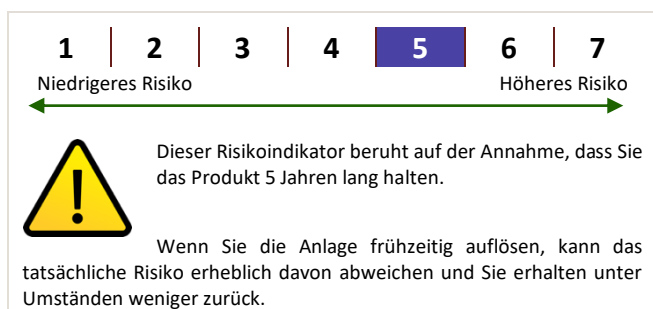 1 2 3 4 5 6 7
Niedrigeres Risiko Höheres Risiko
Dieser Risikoindikator beruht auf der Annahme, dass Sie
das Produkt 5 Jahren lang halten.
Wenn Sie die Anlage frühzeitig auflösen, kann das
tatsächliche Risiko erheblich davon abweichen und Sie erhalten unter
Umständen weniger zurück.